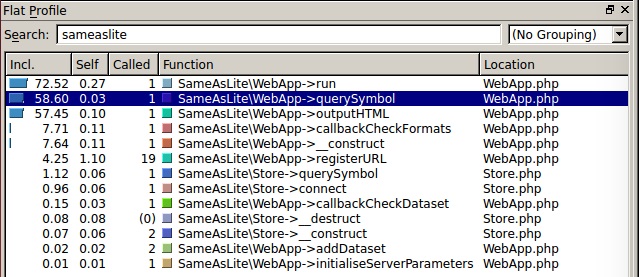 Flat Profile
Search: sameaslite (No Grouping)
Incl. Self Called Function Location
72.52 0.27 1 SameAsLite\WebApp->run WebApp.php
58.60 0.03 1 SameAsLite\WebApp->querySymbol WebApp.php
57.45 0.10 1 SameAsLite\WebApp->outputHTML WebApp.php
7.71 0.11 1 SameAsLite\WebApp->callbackCheckFormats WebApp.php
7.64 0.11 1 SameAsLite\WebApp->__construct WebApp.php
4.25 1.10 19 SameAsLite\WebApp->registerURL WebApp.php
1.12 0.06 1 SameAsLite\Store->querySymbol Store.php
0.96 0.06 1 SameAsLite\Store->connect Store.php
0.15 0.03 1 SameAsLite\WebApp->callbackCheckDataset WebApp.php
0.08 0.08 (0) SameAsLite\Store->__destruct Store.php
0.07 0.06 2 SameAsLite\Store->__construct Store.php
0.02 0.02 2 SameAsLite\WebApp->addDataset WebApp.php
0.01 0.01 1 SameAsLite\WebApp->initialiseServerParameters WebApp.php